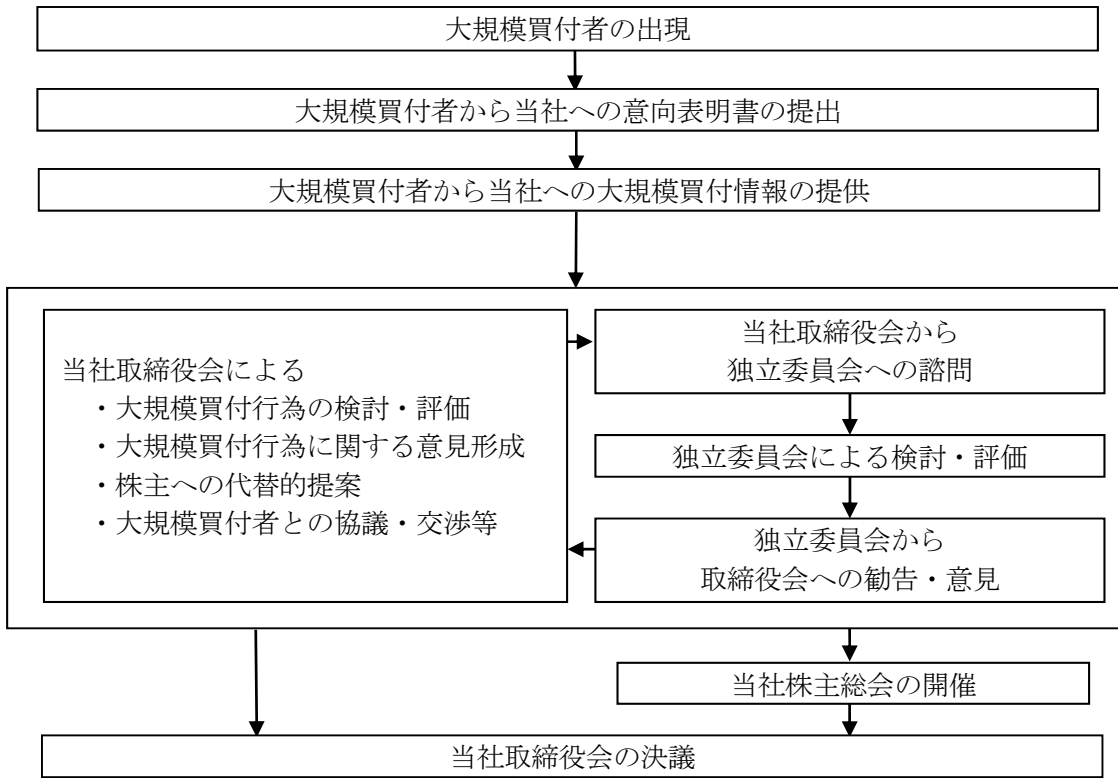 大規模買付者の出現
大規模買付者から当社への意向表明書の提出
大規模買付者から当社への大規模買付情報の提供
当社取締役会による
・大規模買付行為の検討・評価
・大規模買付行為に関する意見形成
・株主への代替的提案
・大規模買付者との協議・交渉等
当社取締役会から
独立委員会への諮問
独立委員会による検討・評価
独立委員会から
取締役会への勧告・意見
当社株主総会の開催
当社取締役会の決議